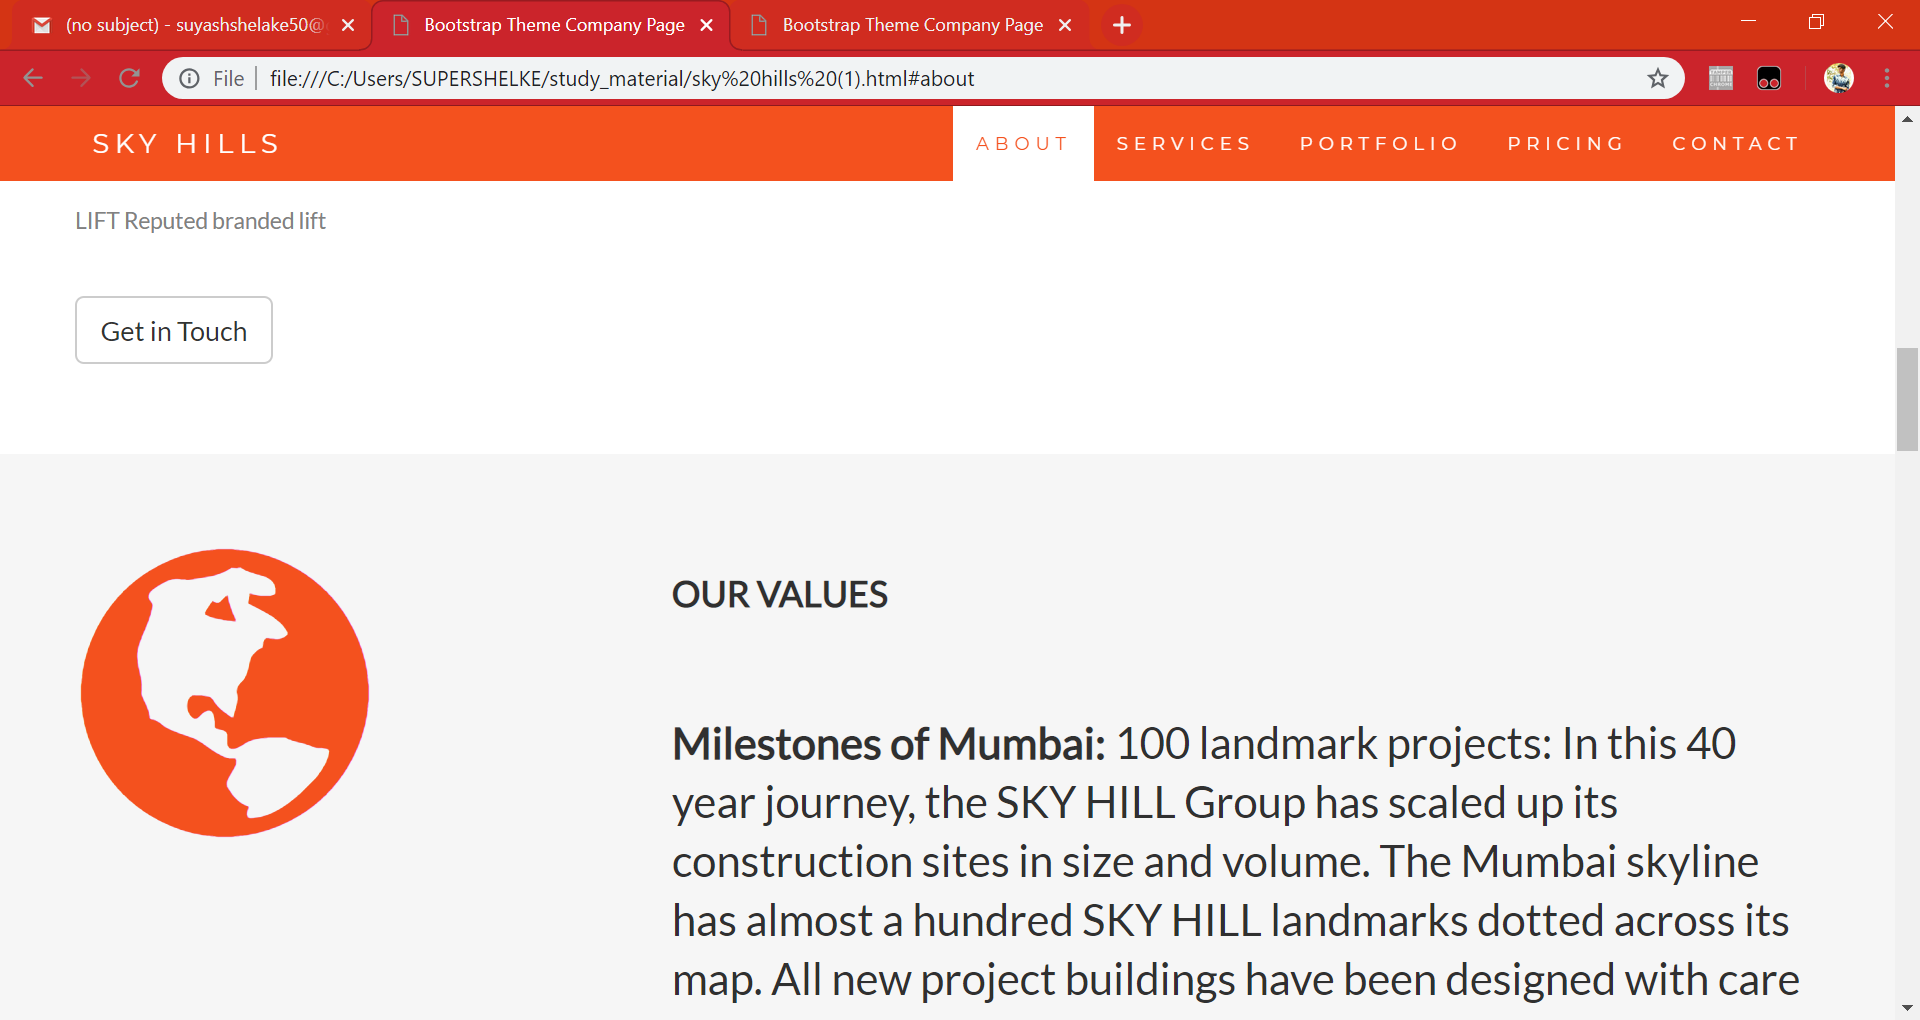 (no subject) - suyashshelake50@
Bootstrap Theme Company Page
Bootstrap Theme Company Page
File
file:///C:/Users/SUPERSHELKE/study_material/sky%20hills%20(1).html#about
SKY HILLS
ABOUT
SERVICES
PORTFOLIO
PRICING
CONTACT
LIFT Reputed branded lift
Get in Touch
OUR VALUES
Milestones of Mumbai: 100 landmark projects: In this 40
year journey, the SKY HILL Group has scaled up its
construction sites in size and volume. The Mumbai skyline
has almost a hundred SKY HILL landmarks dotted across its
map. All new project buildings have been designed with care